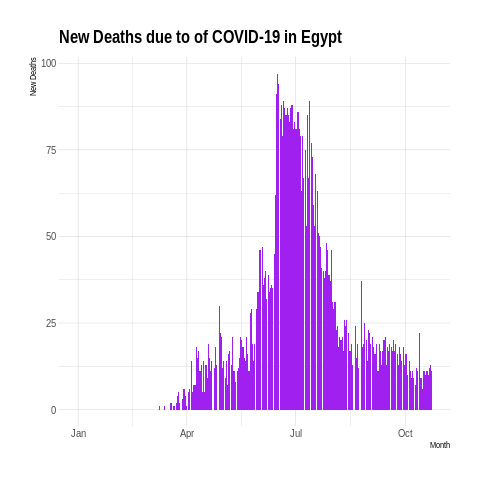 New Deaths due to of COVID-19 in Egypt
New Deaths
100
75
50
25
0
Jan Apr Jul Oct
Month